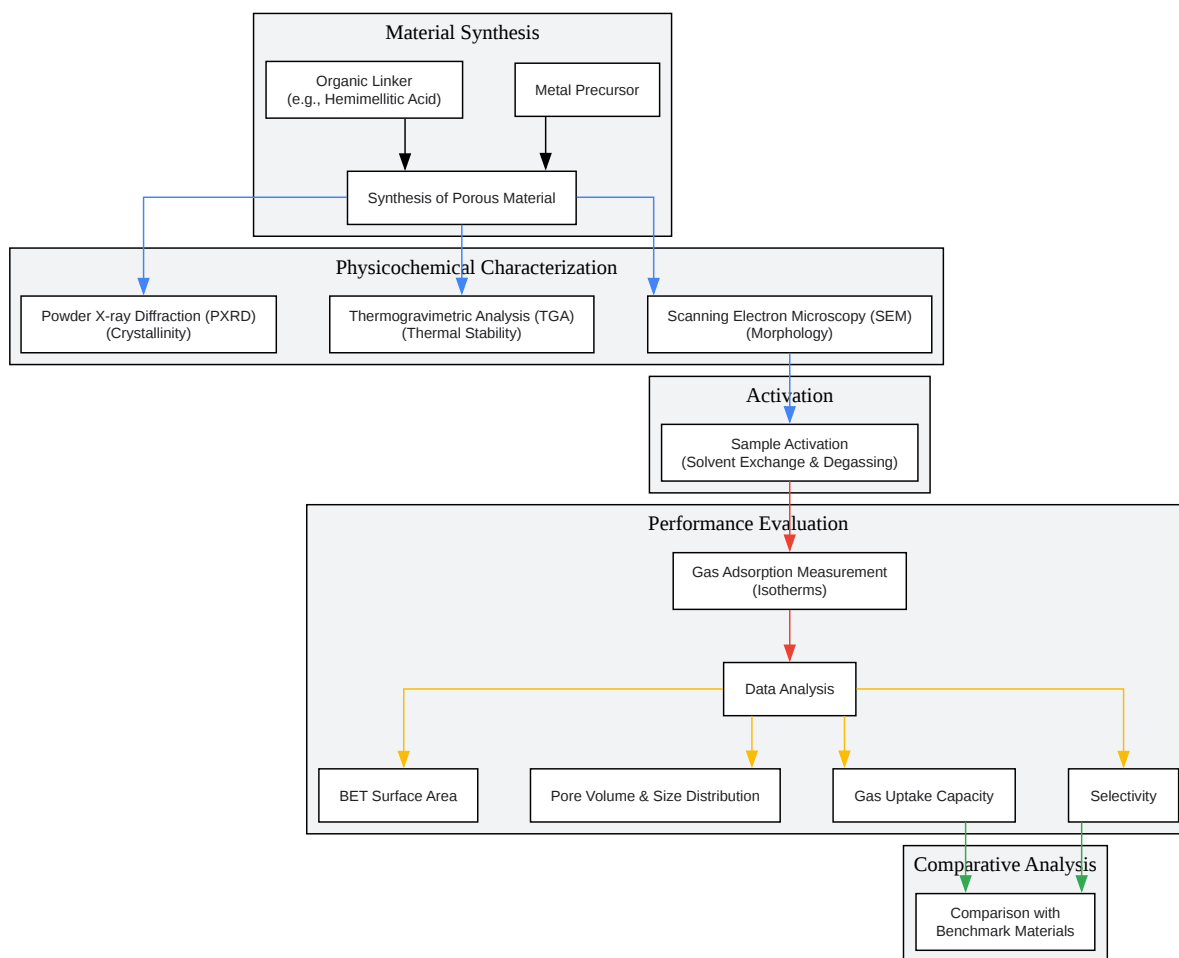 Material Synthesis
Organic Linker
(e.g., Hemimellitic Acid)
Metal Precursor
Synthesis of Porous Material
Physicochemical Characterization
Powder X-ray Diffraction (PXRD)
(Crystallinity)
Thermogravimetric Analysis (TGA)
(Thermal Stability)
Scanning Electron Microscopy (SEM)
(Morphology)
Activation
Sample Activation
(Solvent Exchange & Degassing)
Performance Evaluation
Gas Adsorption Measurement
(Isotherms)
Data Analysis
BET Surface Area
Pore Volume & Size Distribution
Gas Uptake Capacity
Selectivity
Comparative Analysis
Comparison with
Benchmark Materials